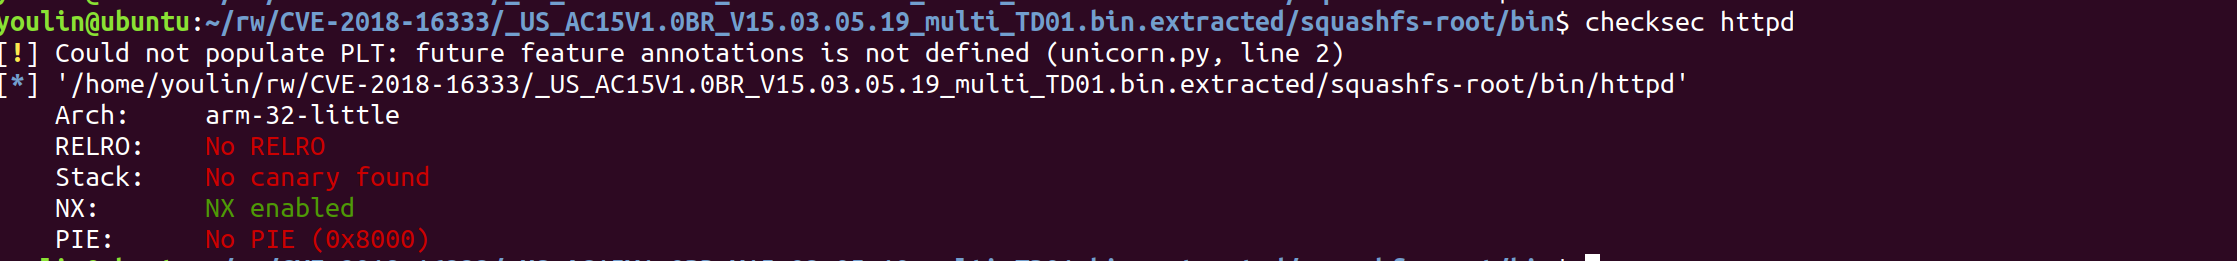 youlin@ubuntu:~/rw/CVE-2018-16333/_US_AC15V1.0BR_V15.03.05.19_multi_TD01.bin.extracted/squashfs-root/bin$ checksec httpd
[!] Could not populate PLT: future feature annotations is not defined (unicorn.py, line 2)
[*] '/home/youlin/rw/CVE-2018-16333/_US_AC15V1.0BR_V15.03.05.19_multi_TD01.bin.extracted/squashfs-root/bin/httpd'
Arch: arm-32-little
RELRO: No RELRO
Stack: No canary found
NX: NX enabled
PIE: No PIE (0x8000)